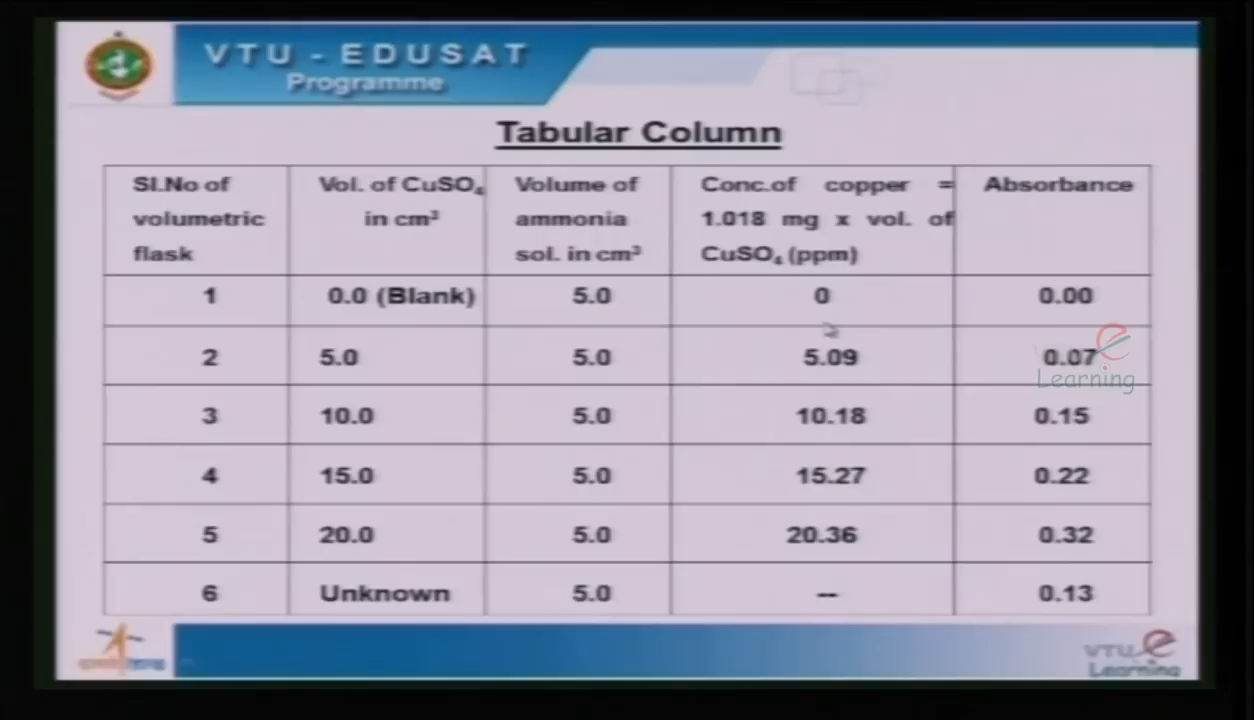 VTU - EDUSAT
Programme
Tabular Column
Sl.No of volumetric flask | Vol. of CuSO₄ in cm³ | Volume of ammonia sol. in cm³ | Conc.of copper = 1.018 mg x vol. of CuSO₄ (ppm) | Absorbance
1 | 0.0 (Blank) | 5.0 | 0 | 0.00
2 | 5.0 | 5.0 | 5.09 | 0.07
3 | 10.0 | 5.0 | 10.18 | 0.15
4 | 15.0 | 5.0 | 15.27 | 0.22
5 | 20.0 | 5.0 | 20.36 | 0.32
6 | Unknown | 5.0 | -- | 0.13
e
Learning
VTU e
Learning